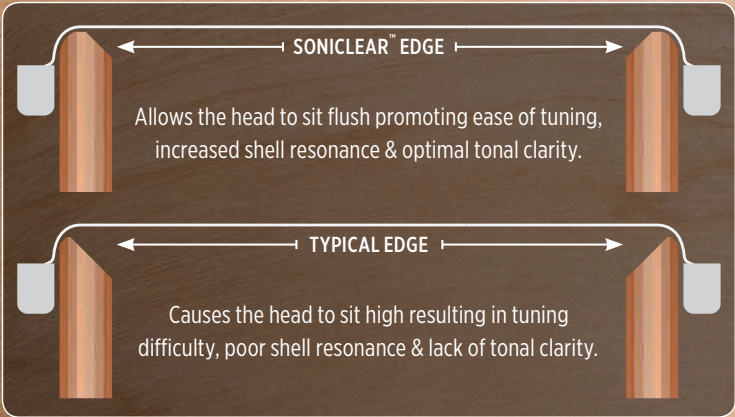 SONICLEAR™ EDGE
Allows the head to sit flush promoting ease of tuning,
increased shell resonance & optimal tonal clarity.
TYPICAL EDGE
Causes the head to sit high resulting in tuning
difficulty, poor shell resonance & lack of tonal clarity.